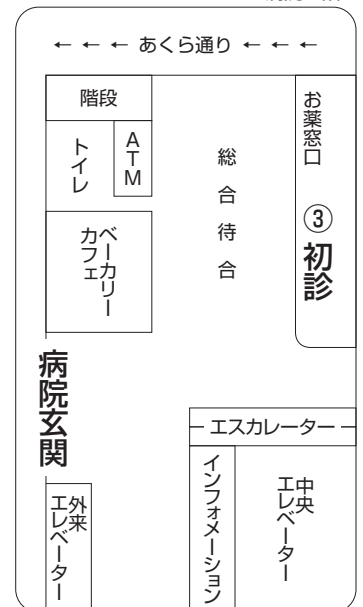 ← ← ← あくら通り ← ← ←
階段
トイレ
ATM
総合待合
お薬窓口
③初診
ベーカリー
カフェ
病院玄関
エスカレーター
外来
エレベーター
インフォメーション
中央
エレベーター